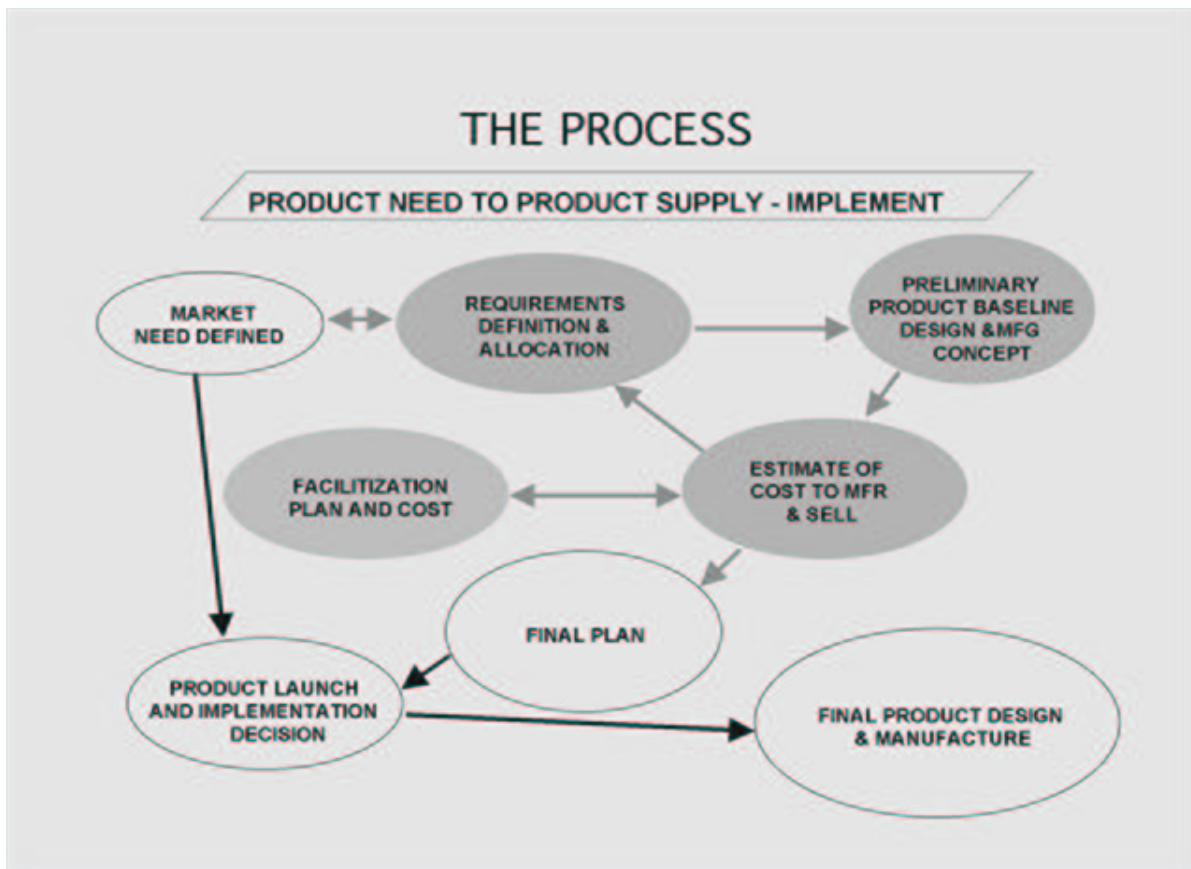 THE PROCESS
PRODUCT NEED TO PRODUCT SUPPLY - IMPLEMENT
MARKET
NEED DEFINED
REQUIREMENTS
DEFINITION &
ALLOCATION
PRELIMINARY
PRODUCT BASELINE
DESIGN &MFG
CONCEPT
FACILITIZATION
PLAN AND COST
ESTIMATE OF
COST TO MFR
& SELL
FINAL PLAN
PRODUCT LAUNCH
AND IMPLEMENTATION
DECISION
FINAL PRODUCT DESIGN
& MANUFACTURE